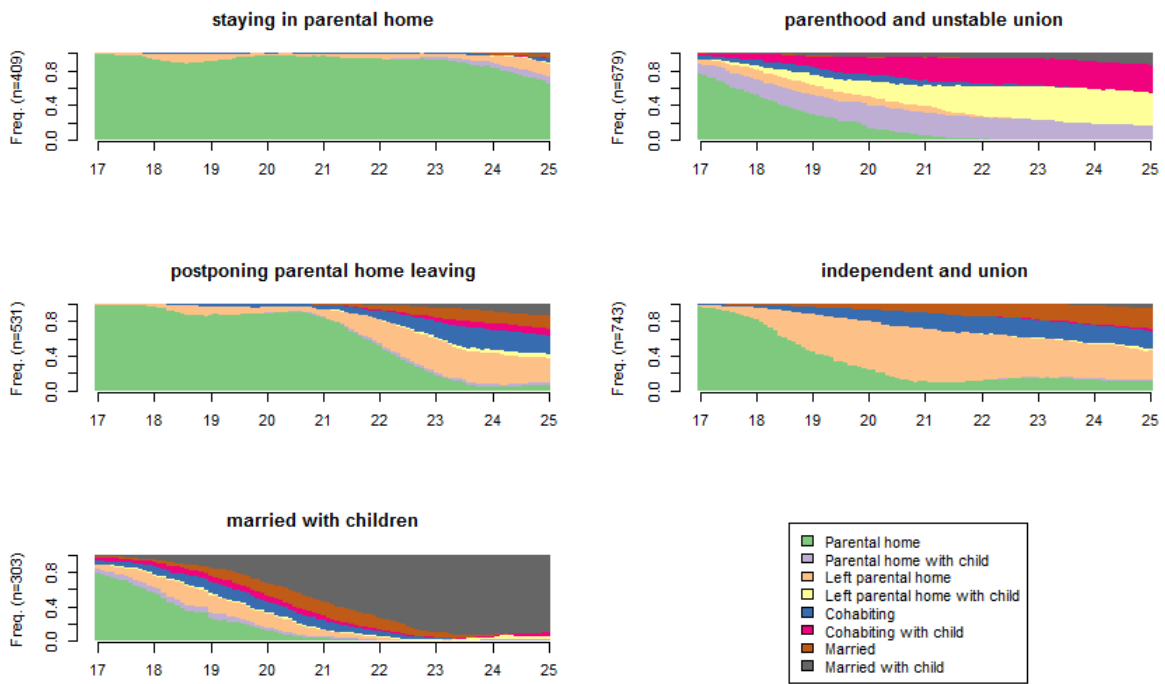 staying in parental home
Freq. (n=409)
0.0 0.4 0.8
17 18 19 20 21 22 23 24 25
parenthood and unstable union
Freq. (n=679)
0.0 0.4 0.8
17 18 19 20 21 22 23 24 25
postponing parental home leaving
Freq. (n=531)
0.0 0.4 0.8
17 18 19 20 21 22 23 24 25
independent and union
Freq. (n=743)
0.0 0.4 0.8
17 18 19 20 21 22 23 24 25
married with children
Freq. (n=303)
0.0 0.4 0.8
17 18 19 20 21 22 23 24 25
Parental home
Parental home with child
Left parental home
Left parental home with child
Cohabiting
Cohabiting with child
Married
Married with child